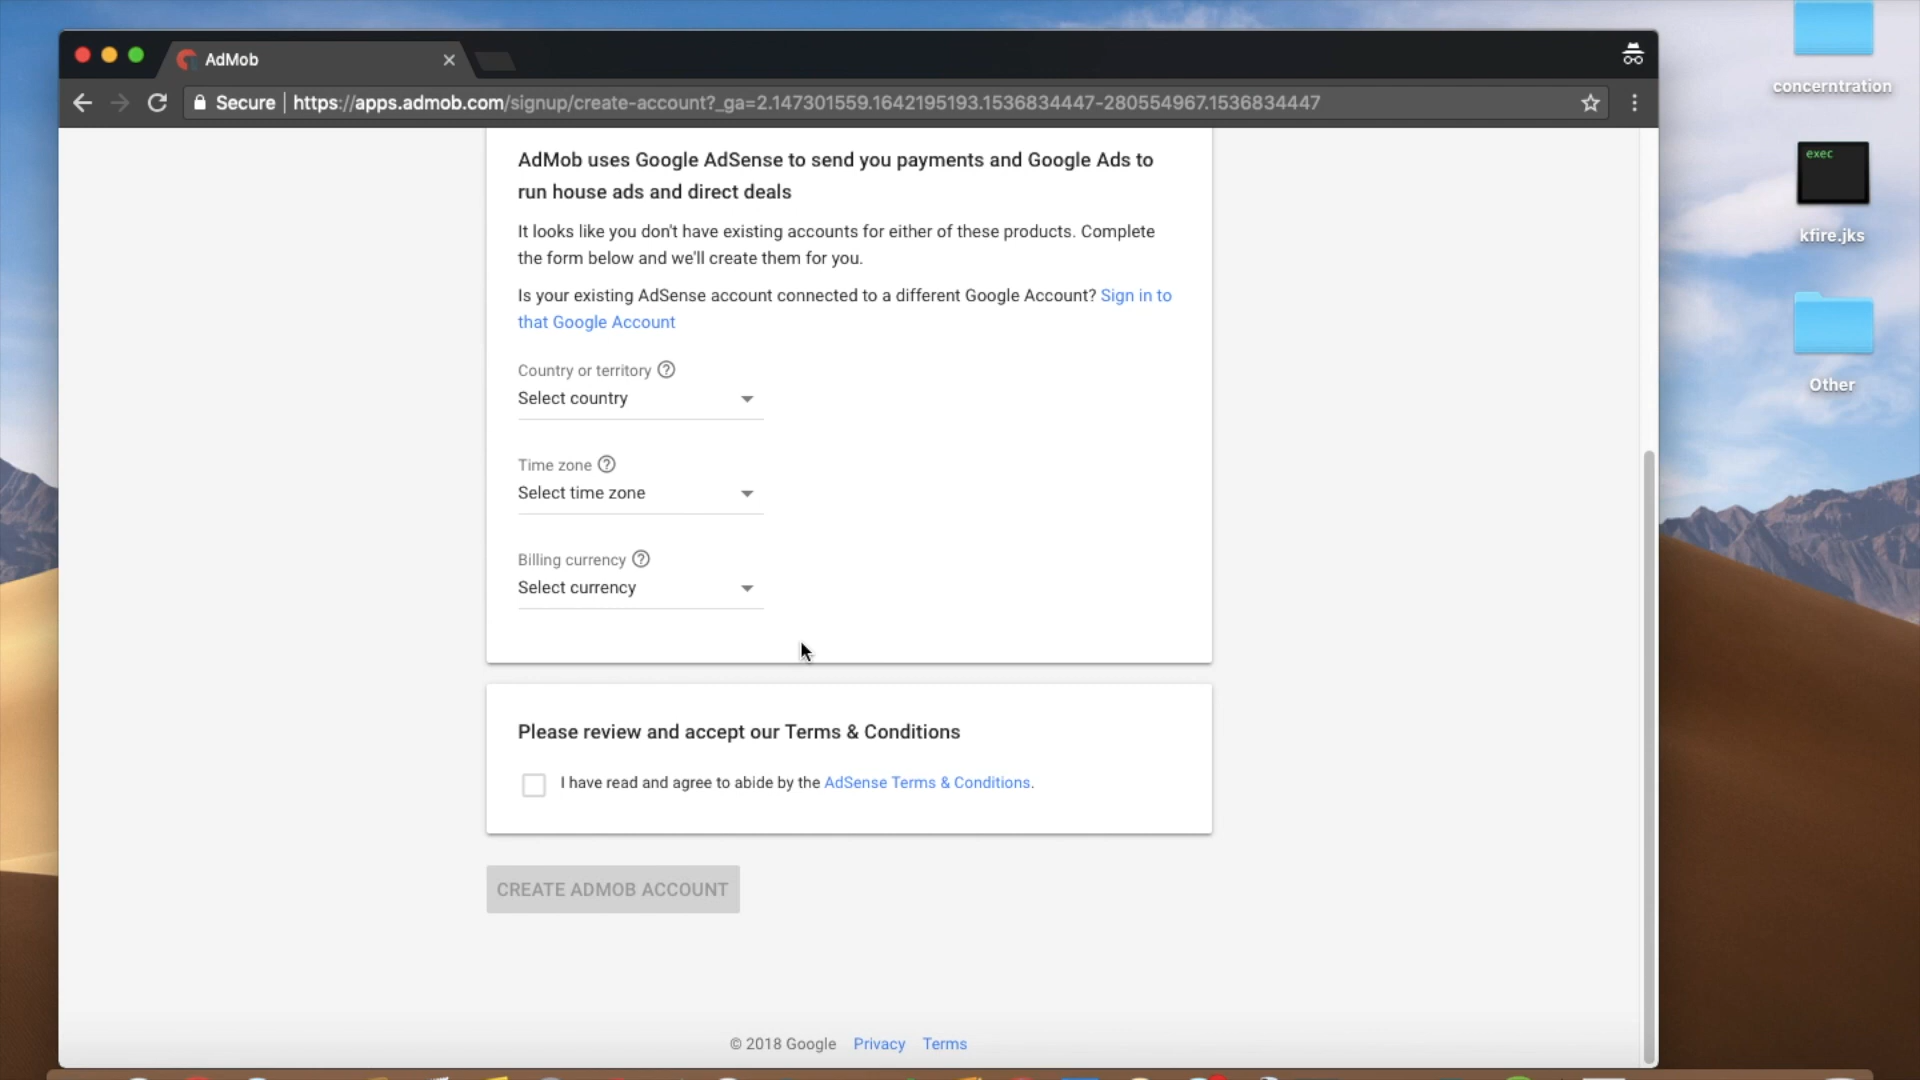 AdMob
Secure
https://apps.admob.com/signup/create-account?_ga=2.147301559.1642195193.1536834447-280554967.1536834447
AdMob uses Google AdSense to send you payments and Google Ads to
run house ads and direct deals
It looks like you don't have existing accounts for either of these products. Complete
the form below and we'll create them for you.
Is your existing AdSense account connected to a different Google Account? Sign in to
that Google Account
Country or territory ?
Select country
Time zone ?
Select time zone
Billing currency ?
Select currency
Please review and accept our Terms & Conditions
I have read and agree to abide by the AdSense Terms & Conditions.
CREATE ADMOB ACCOUNT
© 2018 Google Privacy Terms
concerntration
exec
kfire.jks
Other